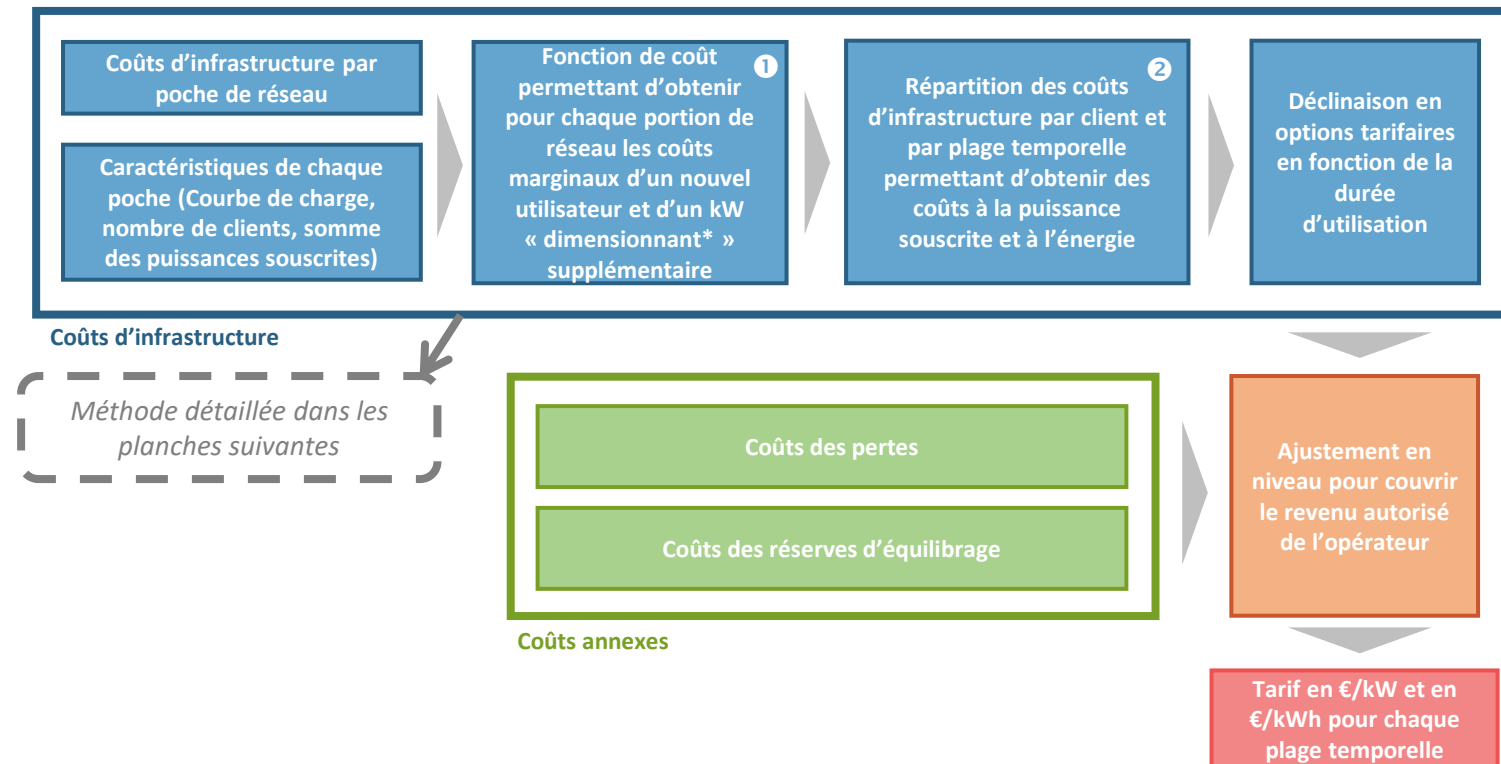 Coûts d'infrastructure par
poche de réseau
Caractéristiques de chaque
poche (Courbe de charge,
nombre de clients, somme
des puissances souscrites)
Fonction de coût
permettant d'obtenir
pour chaque portion de
réseau les coûts
marginaux d'un nouvel
utilisateur et d'un kW
« dimensionnant* »
supplémentaire
❶
Répartition des coûts
d'infrastructure par client et
par plage temporelle
permettant d'obtenir des
coûts à la puissance
souscrite et à l'énergie
❷
Déclinaison en
options tarifaires
en fonction de la
durée
d'utilisation
Coûts d'infrastructure
Méthode détaillée dans les
planches suivantes
Coûts des pertes
Coûts des réserves d'équilibrage
Coûts annexes
Ajustement en
niveau pour couvrir
le revenu autorisé
de l'opérateur
Tarif en €/kW et en
€/kWh pour chaque
plage temporelle